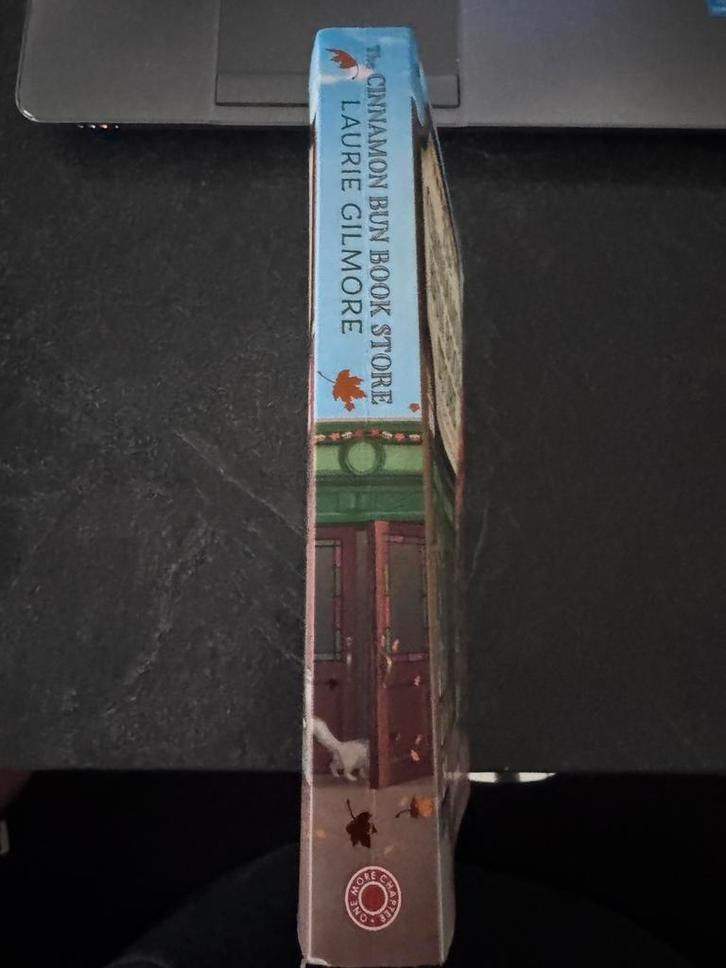 The CINNAMON BUN BOOK STORE
LAURIE GILMORE
ONE MORE CHAPTER